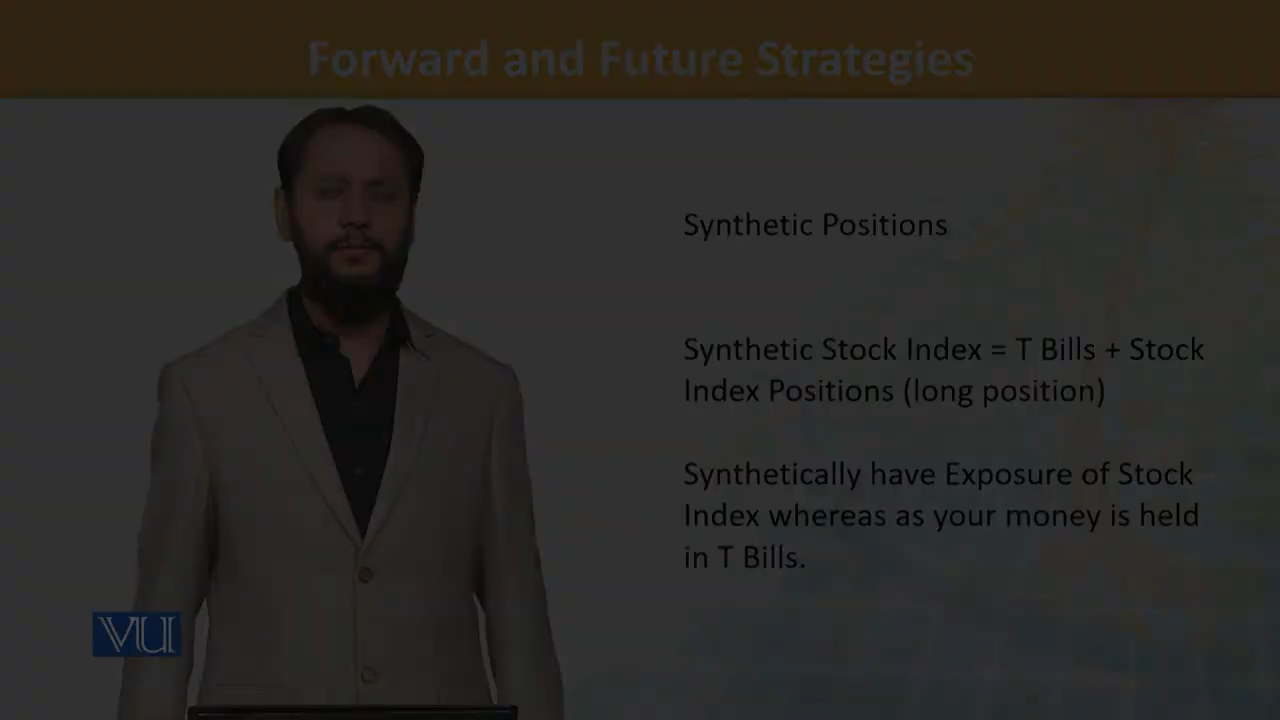 Forward and Future Strategies
Synthetic Positions
Synthetic Stock Index = T Bills + Stock
Index Positions (long position)
Synthetically have Exposure of Stock
Index whereas as your money is held
in T Bills.
VU